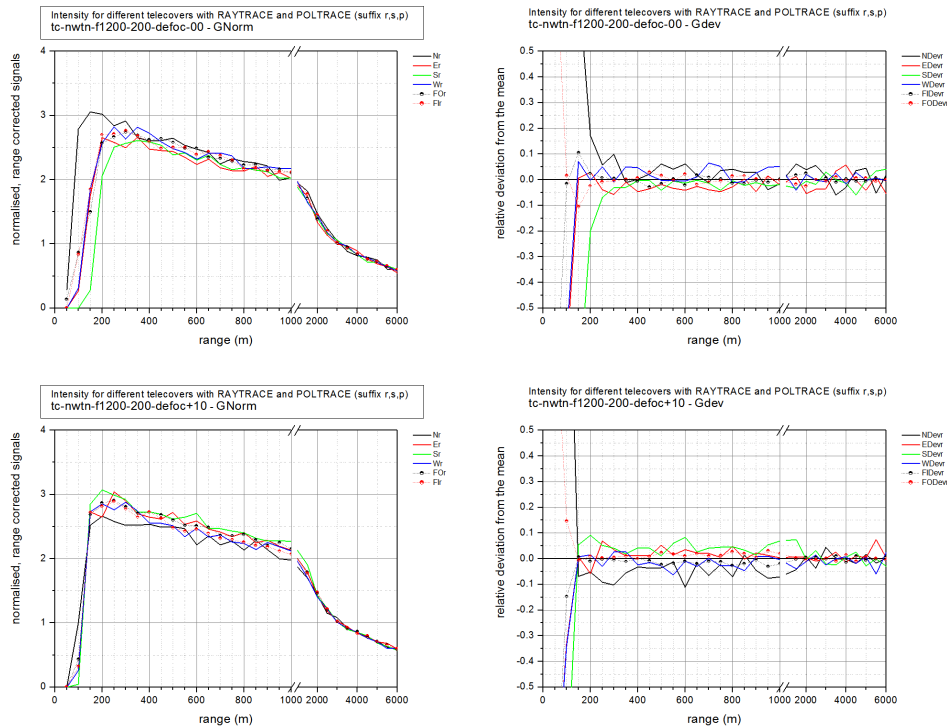 Intensity for different telecovers with RAYTRACE and POLTRACE (suffix r,s,p)
tc-nwtn-f1200-200-defoc-00 - GNorm
normalised, range corrected signals
4
3
2
1
0
0 200 400 600 800 1000 2000 4000 6000
range (m)
Nr
Er
Sr
Wr
FOr
FIr
Intensity for different telecovers with RAYTRACE and POLTRACE (suffix r,s,p)
tc-nwtn-f1200-200-defoc-00 - Gdev
relative deviation from the mean
0.5
0.4
0.3
0.2
0.1
0.0
-0.1
-0.2
-0.3
-0.4
-0.5
0 200 400 600 800 1000 2000 4000 6000
range (m)
NDevr
EDevr
SDevr
WDevr
FIDevr
FODevr
Intensity for different telecovers with RAYTRACE and POLTRACE (suffix r,s,p)
tc-nwtn-f1200-200-defoc+10 - GNorm
normalised, range corrected signals
4
3
2
1
0
0 200 400 600 800 1000 2000 4000 6000
range (m)
Nr
Er
Sr
Wr
FOr
FIr
Intensity for different telecovers with RAYTRACE and POLTRACE (suffix r,s,p)
tc-nwtn-f1200-200-defoc+10 - Gdev
relative deviation from the mean
0.5
0.4
0.3
0.2
0.1
0.0
-0.1
-0.2
-0.3
-0.4
-0.5
0 200 400 600 800 1000 2000 4000 6000
range (m)
NDevr
EDevr
SDevr
WDevr
FIDevr
FODevr